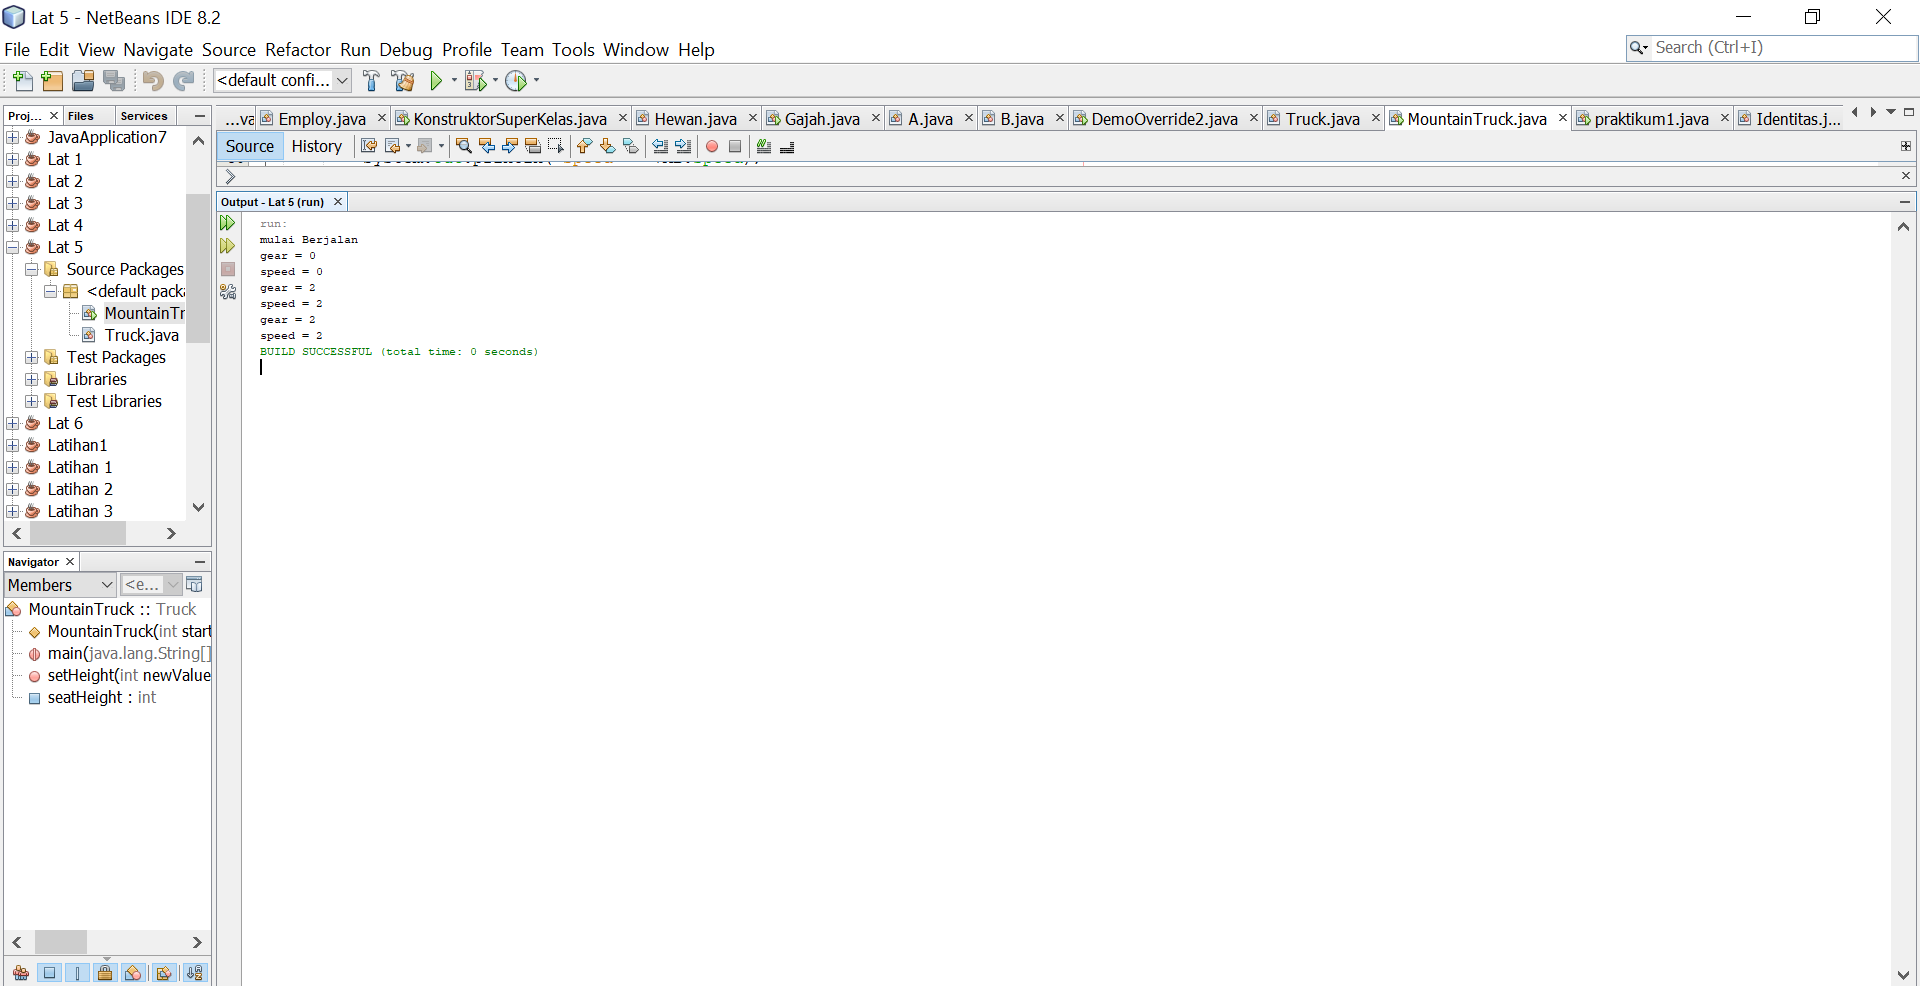 Lat 5 - NetBeans IDE 8.2
File Edit View Navigate Source Refactor Run Debug Profile Team Tools Window Help
Search (Ctrl+I)
<default confi...
Proj... Files Services
...va Employ.java KonstruktorSuperKelas.java Hewan.java Gajah.java A.java B.java DemoOverride2.java Truck.java MountainTruck.java praktikum1.java Identitas.j...
Source History
JavaApplication7
Lat 1
Lat 2
Lat 3
Lat 4
Lat 5
Source Packages
<default packa
MountainTr
Truck.java
Test Packages
Libraries
Test Libraries
Lat 6
Latihan1
Latihan 1
Latihan 2
Latihan 3
Output - Lat 5 (run)
run:
mulai Berjalan
gear = 0
speed = 0
gear = 2
speed = 2
gear = 2
speed = 2
BUILD SUCCESSFUL (total time: 0 seconds)
Navigator
Members <e...
MountainTruck :: Truck
MountainTruck(int start
main(java.lang.String[]
setHeight(int newValue
seatHeight : int